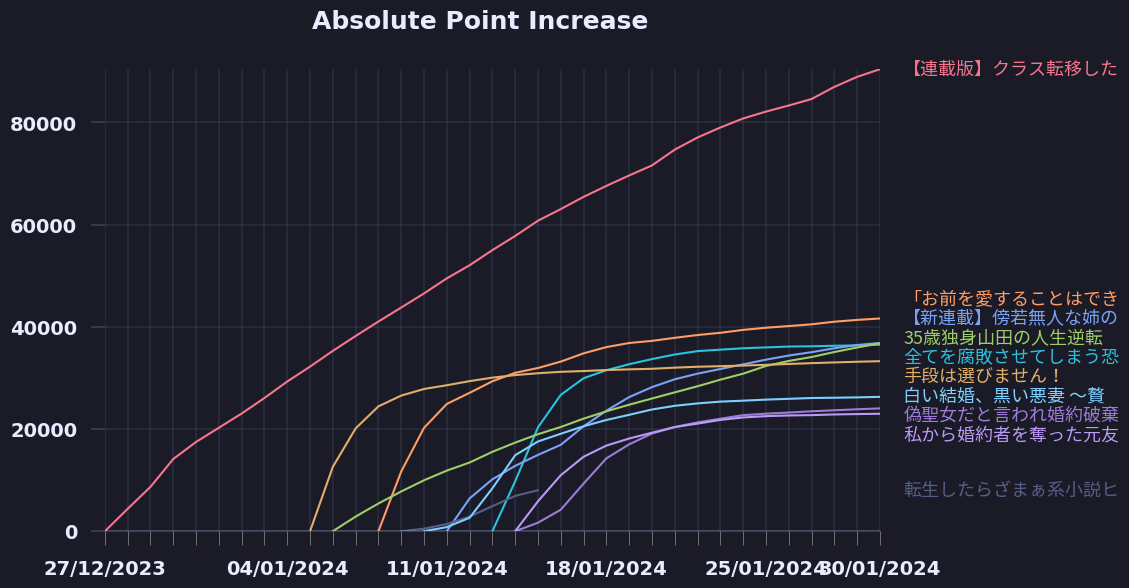 Absolute Point Increase
【連載版】クラス転移した
80000
60000
「お前を愛することはでき
【新連載】傍若無人な姉の
40000
35歳独身山田の人生逆転
全てを腐敗させてしまう恐
手段は選びません！
白い結婚、黒い悪妻 ～贅
偽聖女だと言われ婚約破棄
20000
私から婚約者を奪った元友
転生したらざまぁ系小説ヒ
0
27/12/2023
04/01/2024
11/01/2024
18/01/2024
25/01/2024
30/01/2024